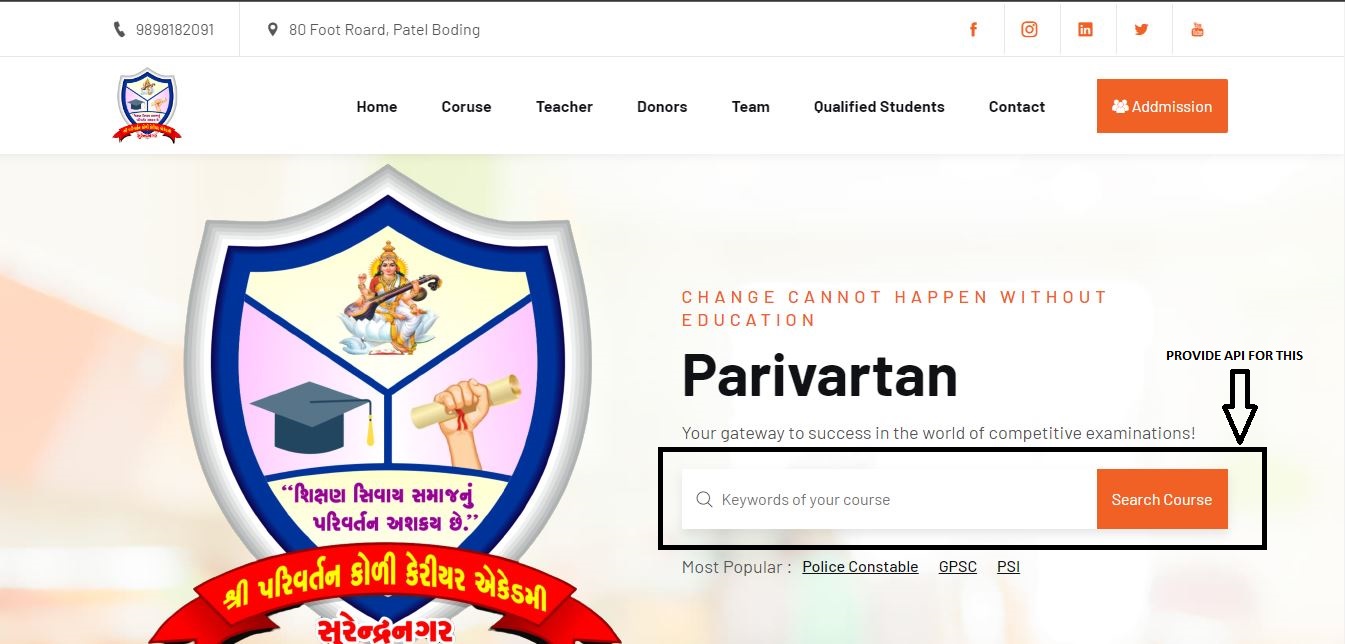 9898182091
80 Foot Roard, Patel Boding
Home
Coruse
Teacher
Donors
Team
Qualified Students
Contact
Addmission
CHANGE CANNOT HAPPEN WITHOUT
EDUCATION
Parivartan
PROVIDE API FOR THIS
Your gateway to success in the world of competitive examinations!
Keywords of your course
Search Course
Most Popular : Police Constable GPSC PSI
“શિક્ષણ સિવાય સમાજનું
પરિવર્તન અશક્ય છે.”
શ્રી પરિવર્તન કોળી કેરીયર એકેડમી
સુરેન્દ્રનગર